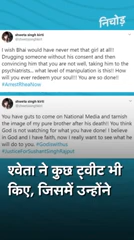 निचोड़
shweta singh kirti
I wish Bhai would have never met that girl at all!!
Drugging someone without his consent and then
convincing him that you are not well, taking him to the
psychiatrists... what level of manipulation is this!! How
will you ever redeem your soul!! You are so done!
shweta singh kirti
You have guts to come on National Media and tarnish
the image of my pure brother after his death! You think
God is not watching for what you have done! I believe
in God and I have faith, now I really want to see what he
will do to you. #Godiswithus
#JusticeForSushantSinghRajput
श्वेता ने कुछ ट्वीट भी
किए, जिसमें उन्होंने